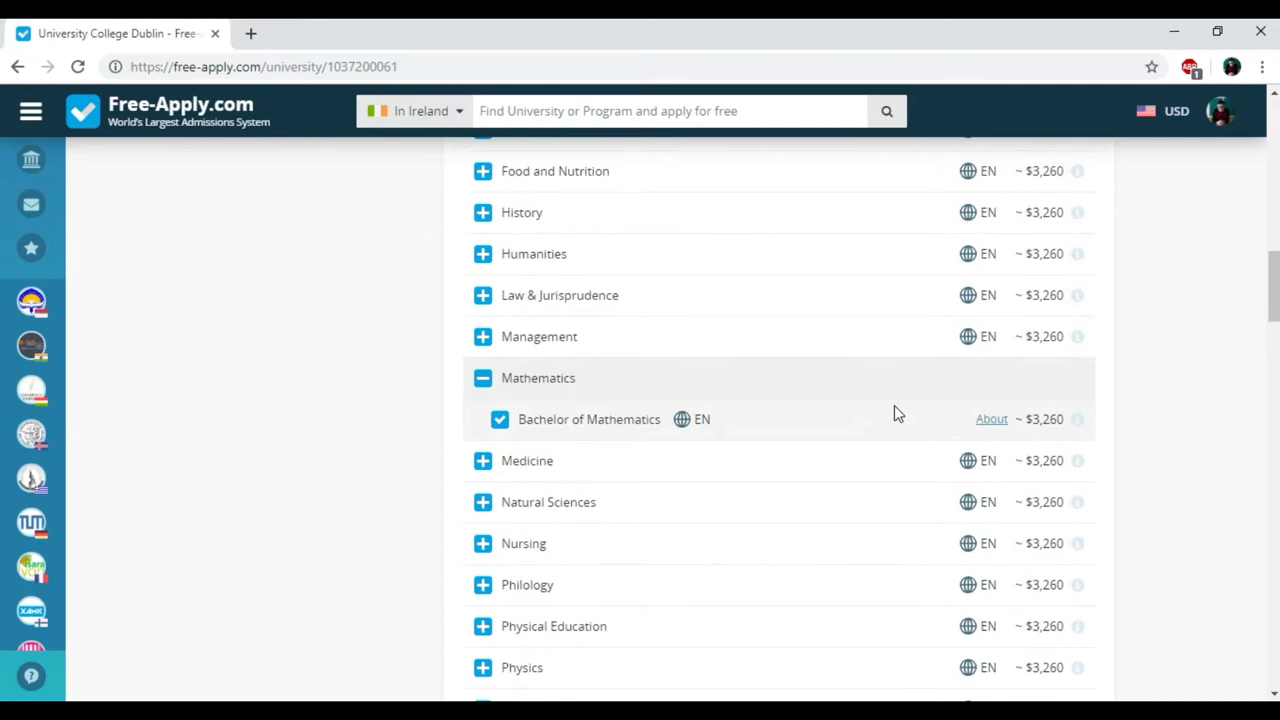 University College Dublin - Free-
https://free-apply.com/university/1037200061
ABP
1
Free-Apply.com
World's Largest Admissions System
In Ireland
Find University or Program and apply for free
USD
Food and Nutrition EN ~ $3,260
History EN ~ $3,260
Humanities EN ~ $3,260
Law & Jurisprudence EN ~ $3,260
Management EN ~ $3,260
Mathematics
Bachelor of Mathematics EN About ~ $3,260
Medicine EN ~ $3,260
Natural Sciences EN ~ $3,260
Nursing EN ~ $3,260
Philology EN ~ $3,260
Physical Education EN ~ $3,260
Physics EN ~ $3,260
TUM
XAMK